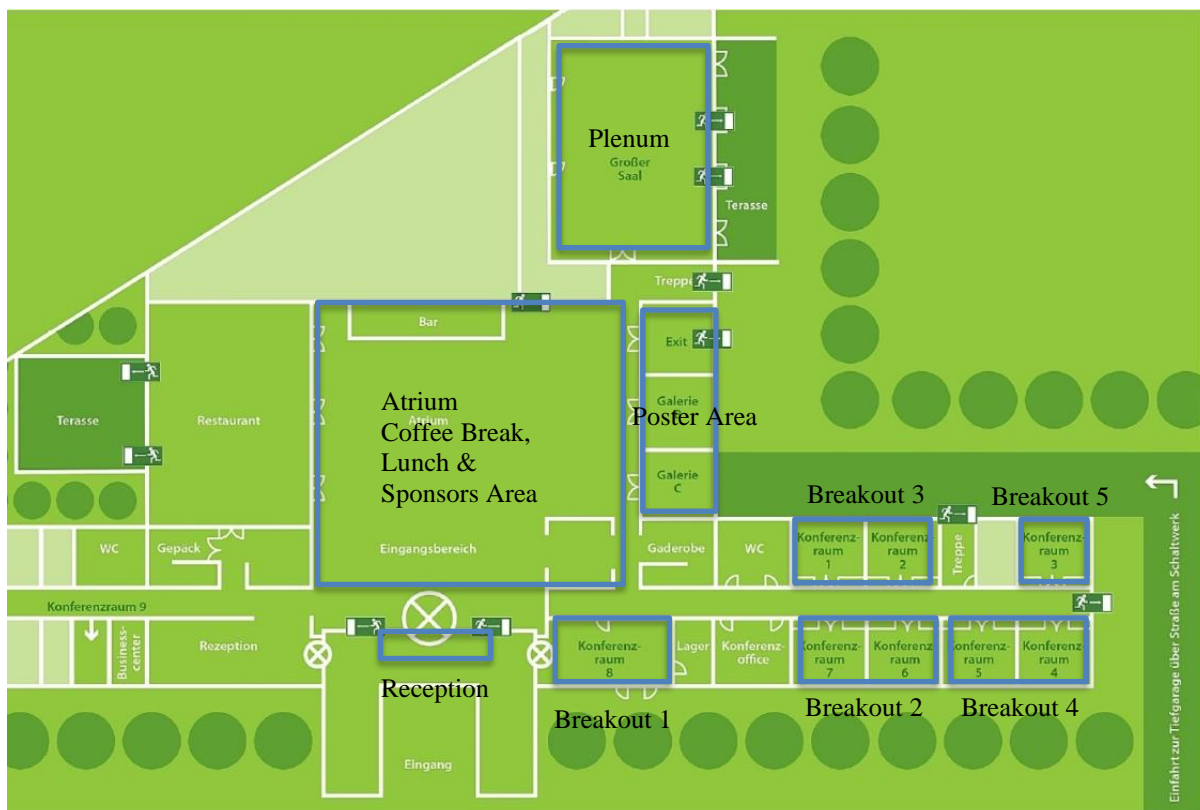 Plenum
Großer
Saal
Terasse
Treppe
Bar
Exit
Terasse
Restaurant
Atrium
Atrium
Coffee Break,
Lunch &
Sponsors Area
Galerie
Poster Area
Galerie
C
Breakout 3
Breakout 5
WC
Gepack
Eingangsbereich
Gaderobe
WC
Konferenz-
raum
1
Konferenz-
raum
2
Treppe
Konferenz-
raum
3
Konferenzraum 9
Business-
center
Rezeption
Reception
Konferenz-
raum
8
Lager
Konferenz-
office
Konferenz-
raum
7
Konferenz-
raum
6
Konferenz-
raum
5
Konferenz-
raum
4
Breakout 1
Breakout 2
Breakout 4
Eingang
Einfahrt zur Tiefgarage über Straße am Schaltwerk